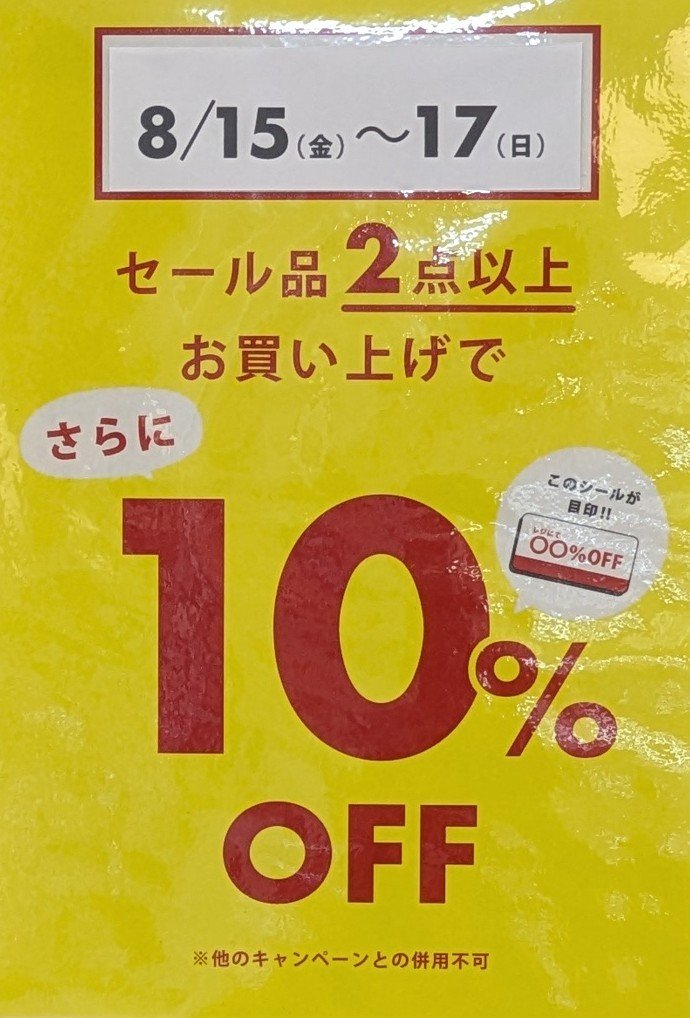 8/15(金)〜17(日)
セール品2点以上
お買い上げで
さらに
10%
OFF
このシールが
目印!!
レジにて
〇〇%OFF
※他のキャンペーンとの併用不可